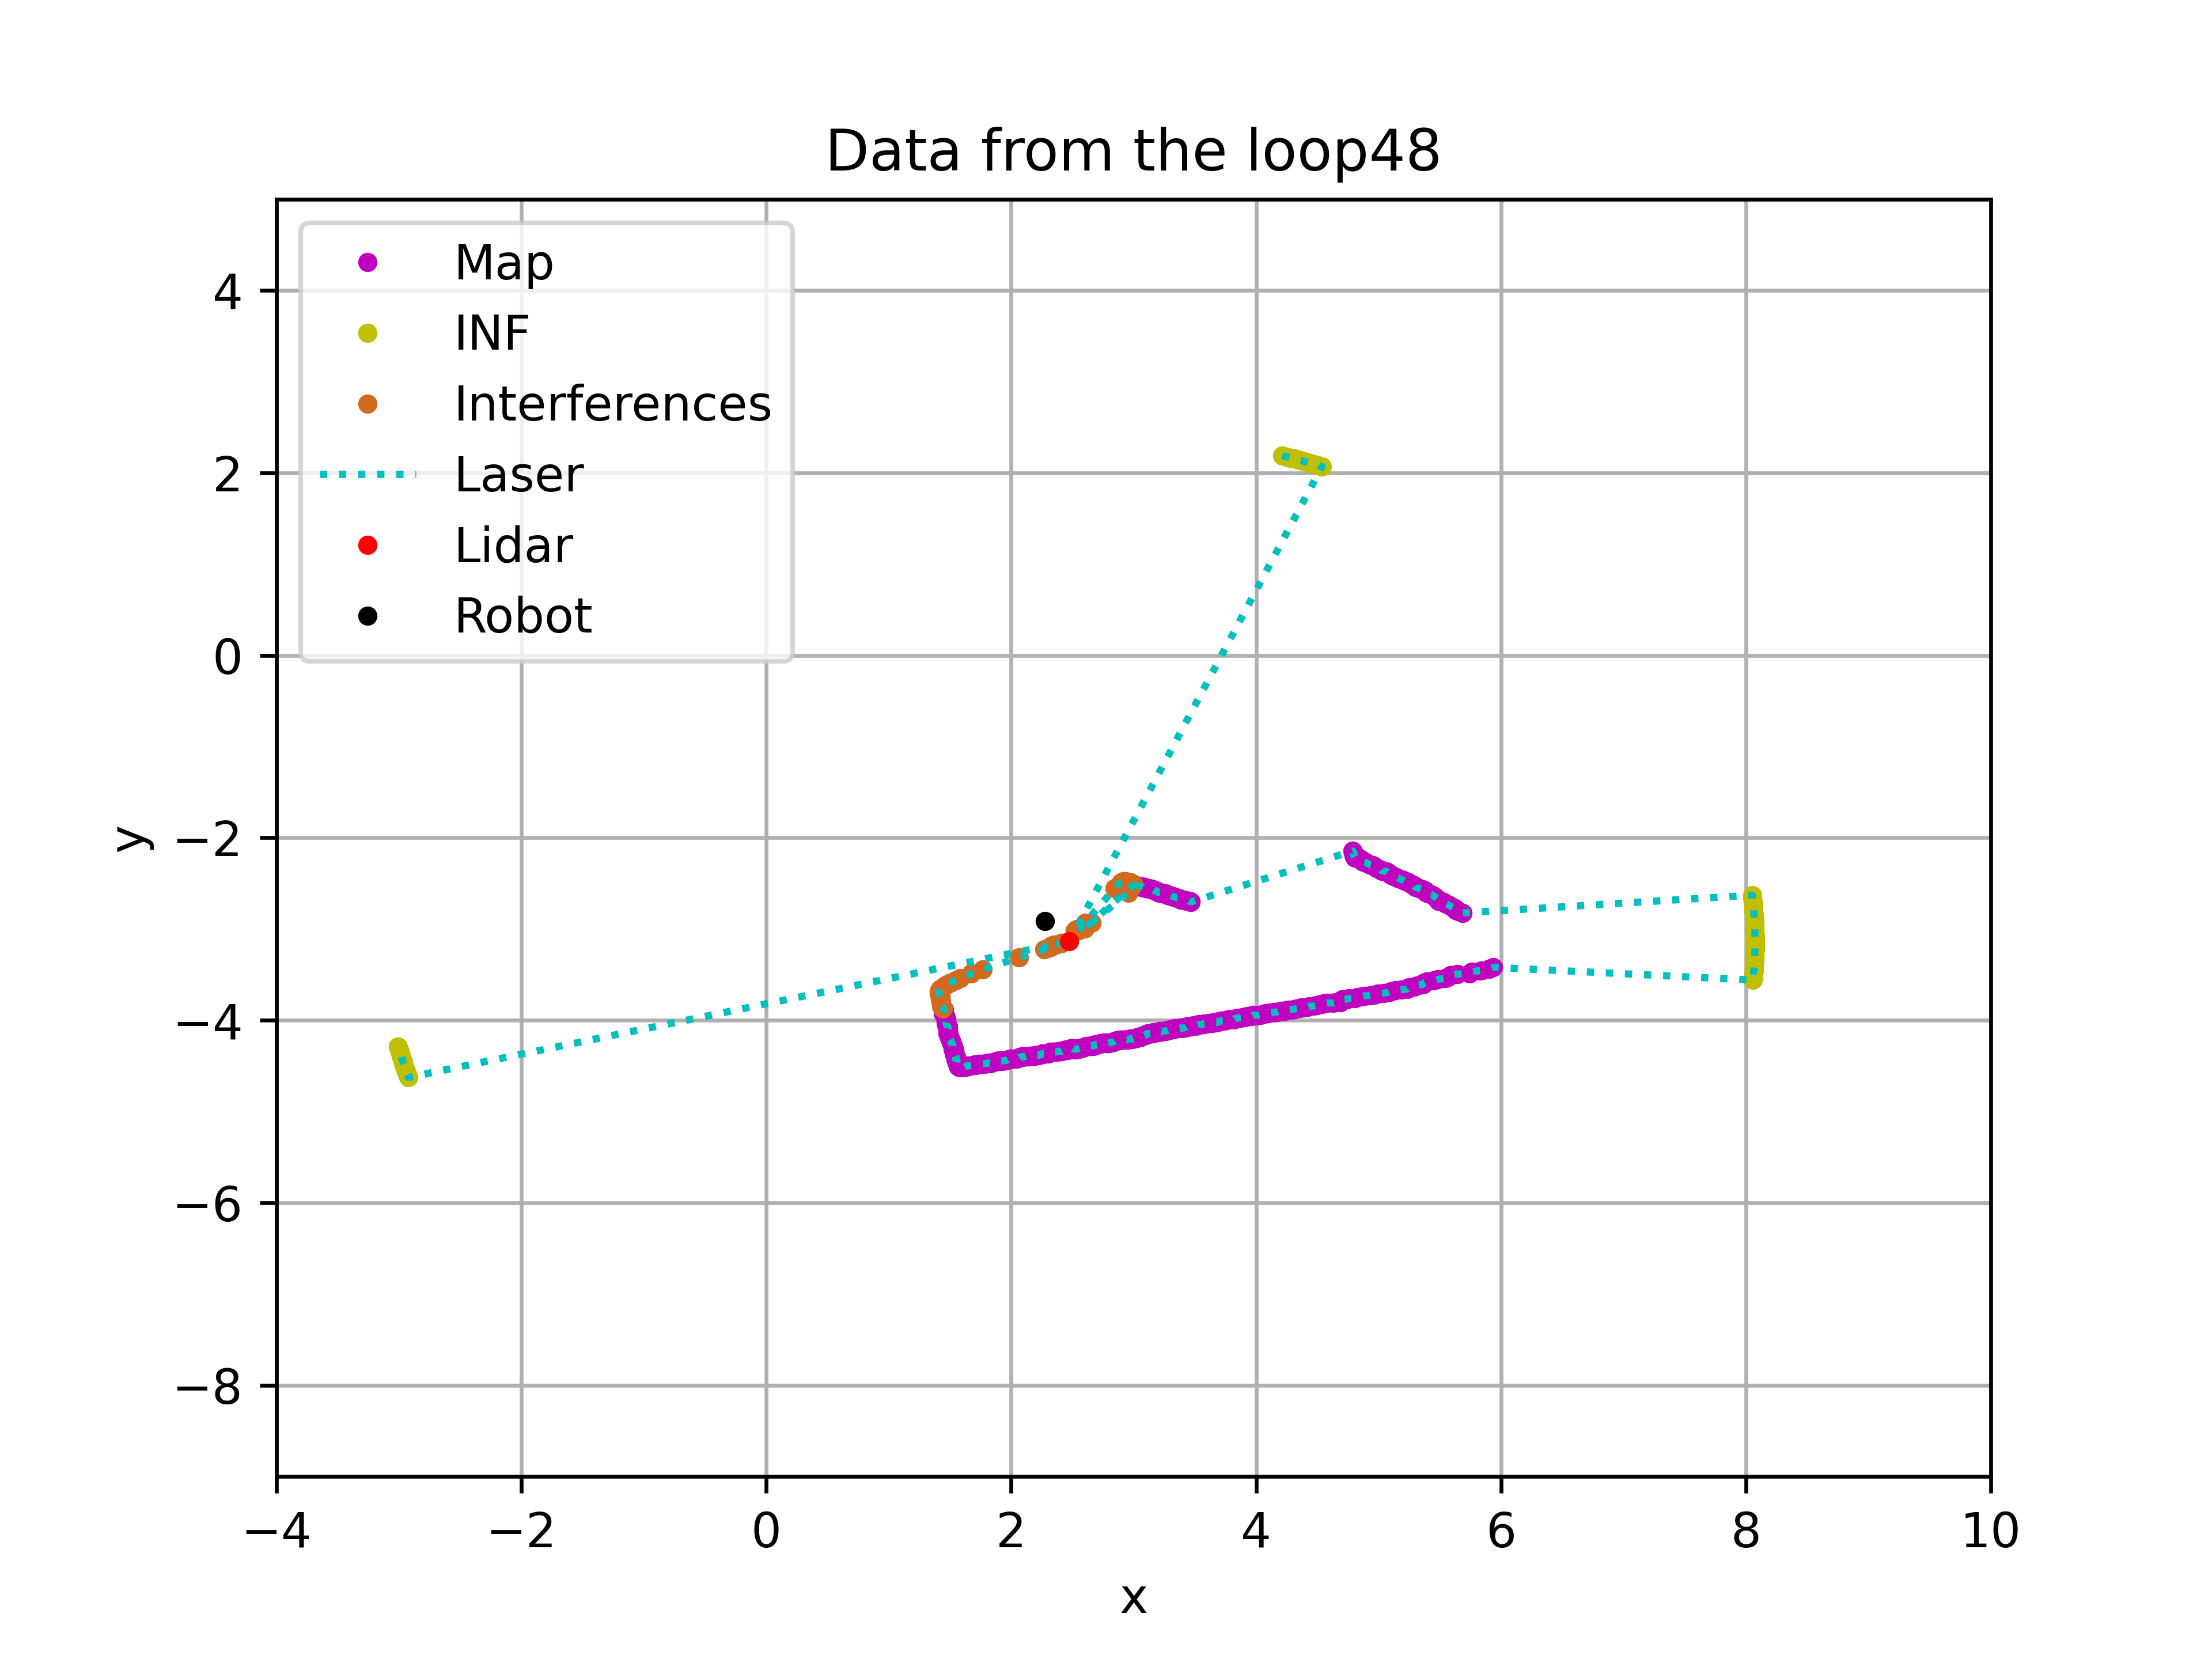 Data from the loop48
Map
INF
Interferences
Laser
Lidar
Robot
4
2
0
−2
−4
−6
−8
y
−4 −2 0 2 4 6 8 10
x